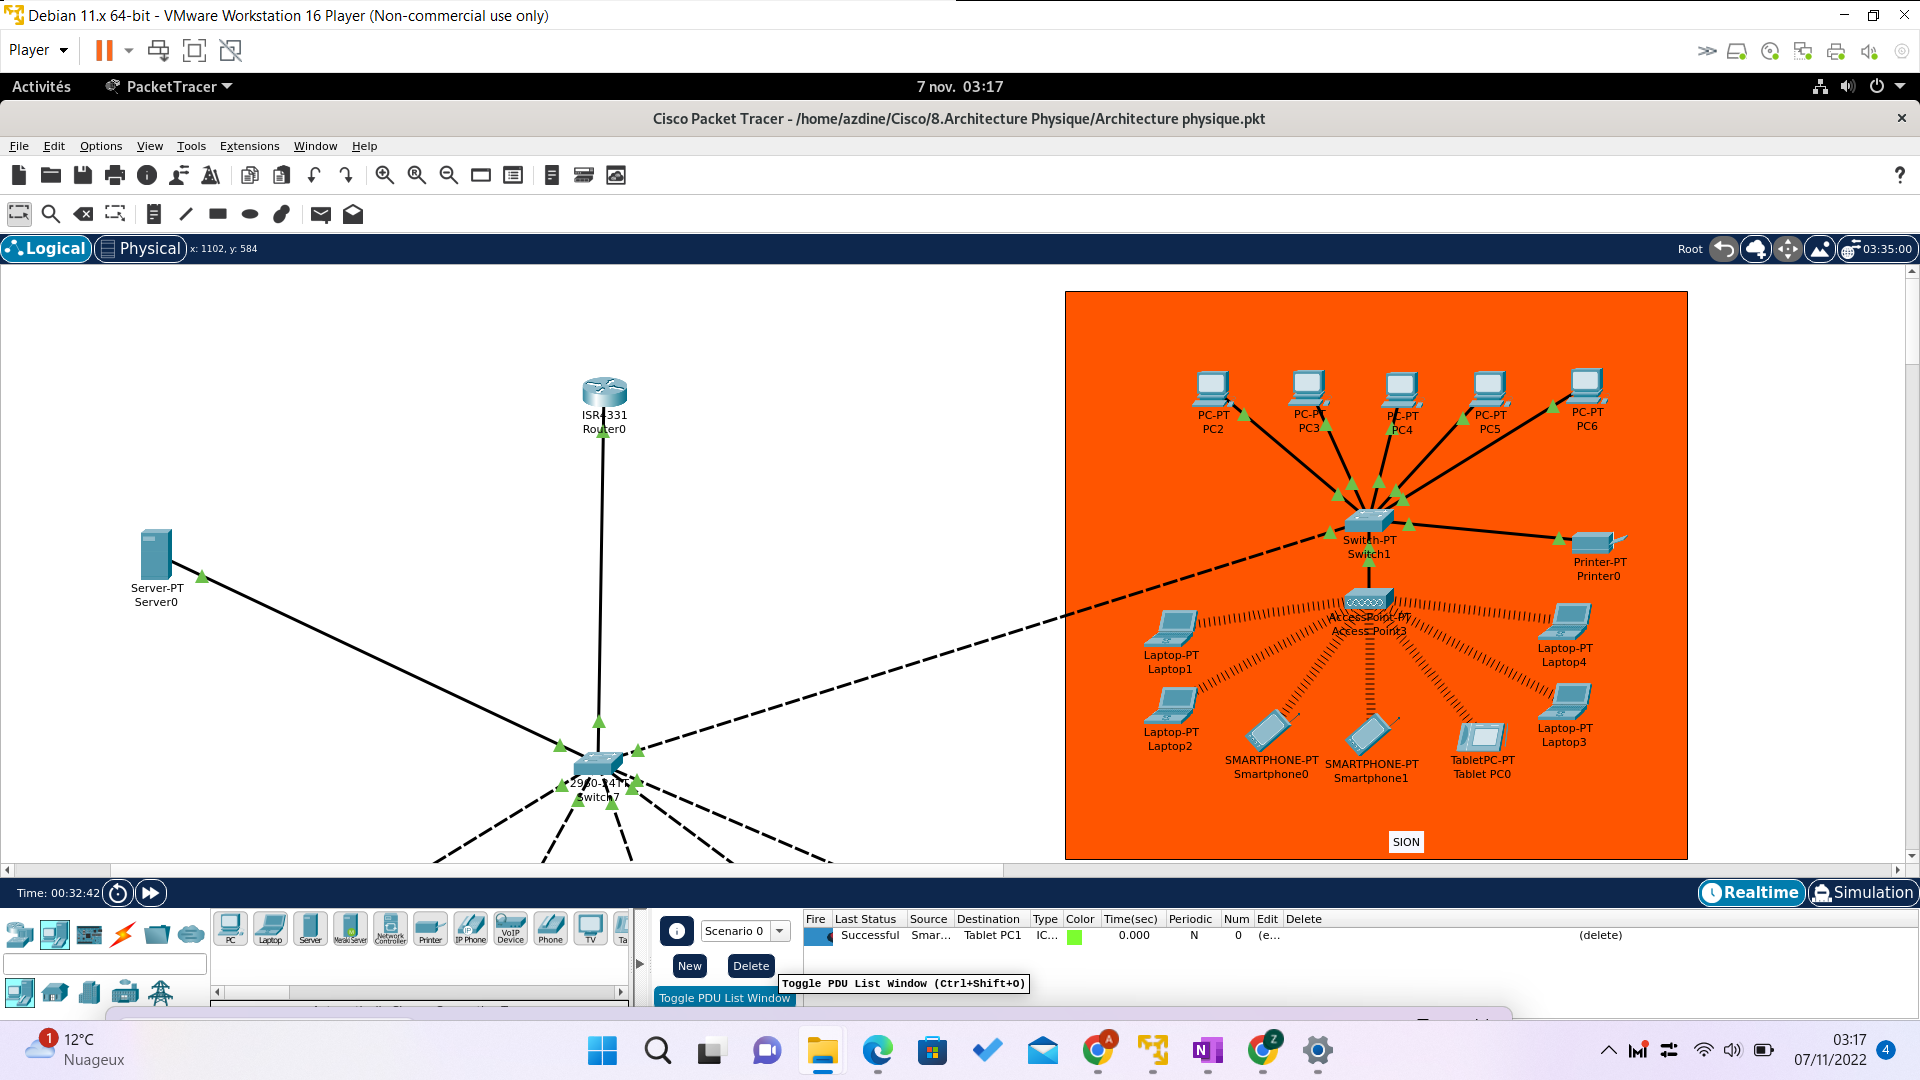 Debian 11.x 64-bit - VMware Workstation 16 Player (Non-commercial use only)
Player
Activités PacketTracer 7 nov. 03:17
Cisco Packet Tracer - /home/azdine/Cisco/8.Architecture Physique/Architecture physique.pkt
File Edit Options View Tools Extensions Window Help
Logical Physical x: 1102, y: 584 Root 03:35:00
ISR4331
Router0
Server-PT
Server0
2960-24TT
Switch7
PC-PT
PC2
PC-PT
PC3
PC-PT
PC4
PC-PT
PC5
PC-PT
PC6
Switch-PT
Switch1
Printer-PT
Printer0
AccessPoint-PT
Access Point3
Laptop-PT
Laptop1
Laptop-PT
Laptop4
Laptop-PT
Laptop2
SMARTPHONE-PT
Smartphone0
SMARTPHONE-PT
Smartphone1
TabletPC-PT
Tablet PC0
Laptop-PT
Laptop3
SION
Time: 00:32:42 Realtime Simulation
PC Laptop Server Meraki Server Network Controller Printer IP Phone VoIP Device Phone TV Ta
Scenario 0
New Delete
Toggle PDU List Window
Fire Last Status Source Destination Type Color Time(sec) Periodic Num Edit Delete
Successful Smar... Tablet PC1 IC... 0.000 N 0 (e... (delete)
Toggle PDU List Window (Ctrl+Shift+O)
1
12°C
Nuageux
A
Z
03:17
07/11/2022
4